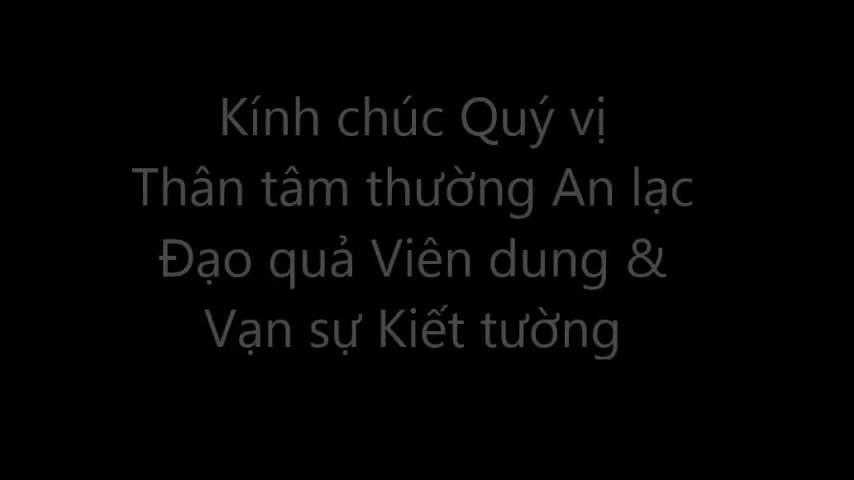 Kính chúc Quý vị
Thân tâm thường An lạc
Đạo quả Viên dung &
Vạn sự Kiết tường